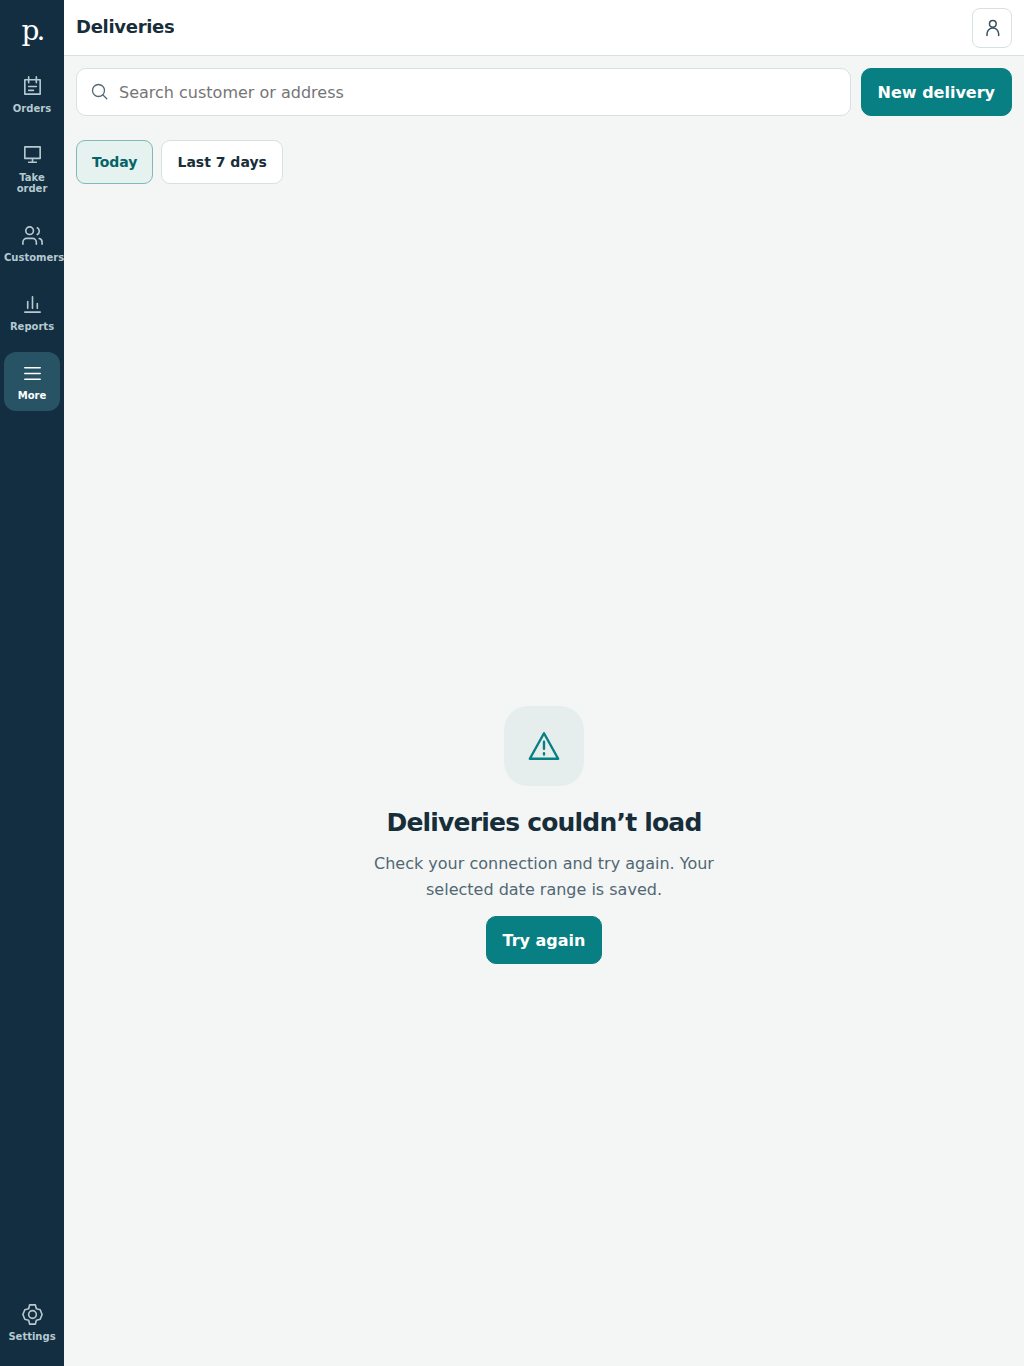 p.
Deliveries
Orders
Take
order
Customers
Reports
More
Settings
Search customer or address
New delivery
Today
Last 7 days
Deliveries couldn’t load
Check your connection and try again. Your
selected date range is saved.
Try again